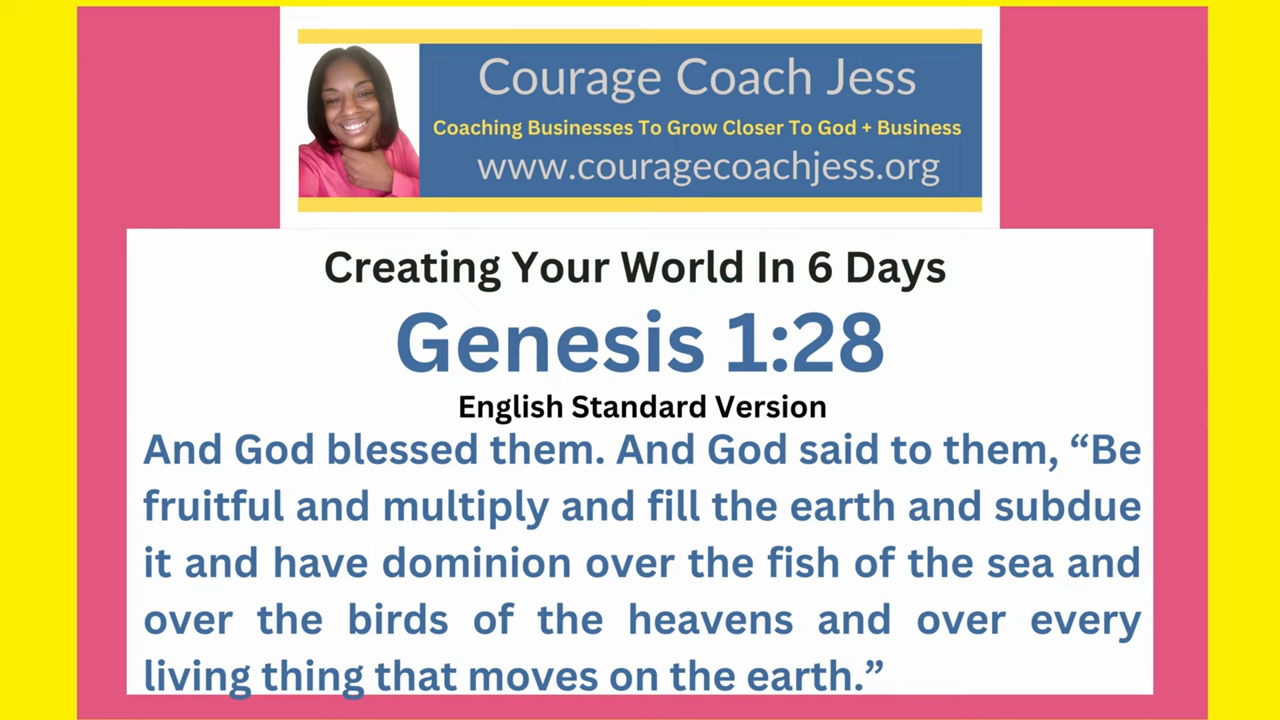 Courage Coach Jess
Coaching Businesses To Grow Closer To God + Business
www.couragecoachjess.org
Creating Your World In 6 Days
Genesis 1:28
English Standard Version
And God blessed them. And God said to them, “Be
fruitful and multiply and fill the earth and subdue
it and have dominion over the fish of the sea and
over the birds of the heavens and over every
living thing that moves on the earth.”